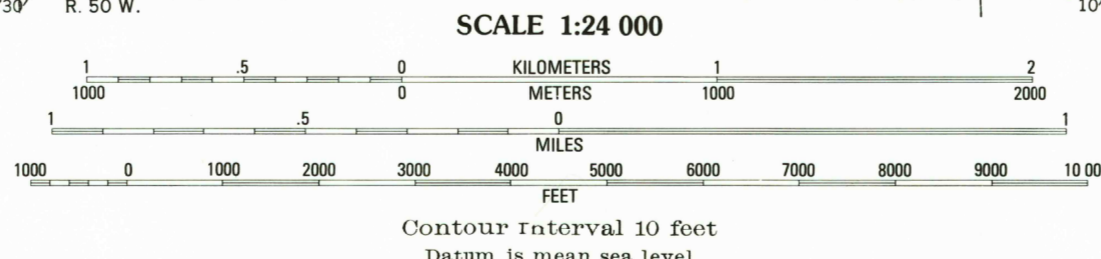 30′ R. 50 W. 10
SCALE 1:24 000
1 .5 0 KILOMETERS 1 2
1000 0 METERS 1000 2000
1 .5 0 1
MILES
1000 0 1000 2000 3000 4000 5000 6000 7000 8000 9000 10 00
FEET
Contour Interval 10 feet
Datum is mean sea level